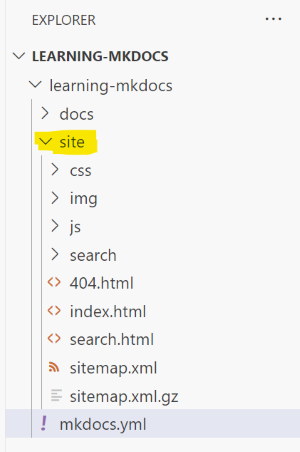 EXPLORER
LEARNING-MKDOCS
learning-mkdocs
docs
site
css
img
js
search
404.html
index.html
search.html
sitemap.xml
sitemap.xml.gz
mkdocs.yml